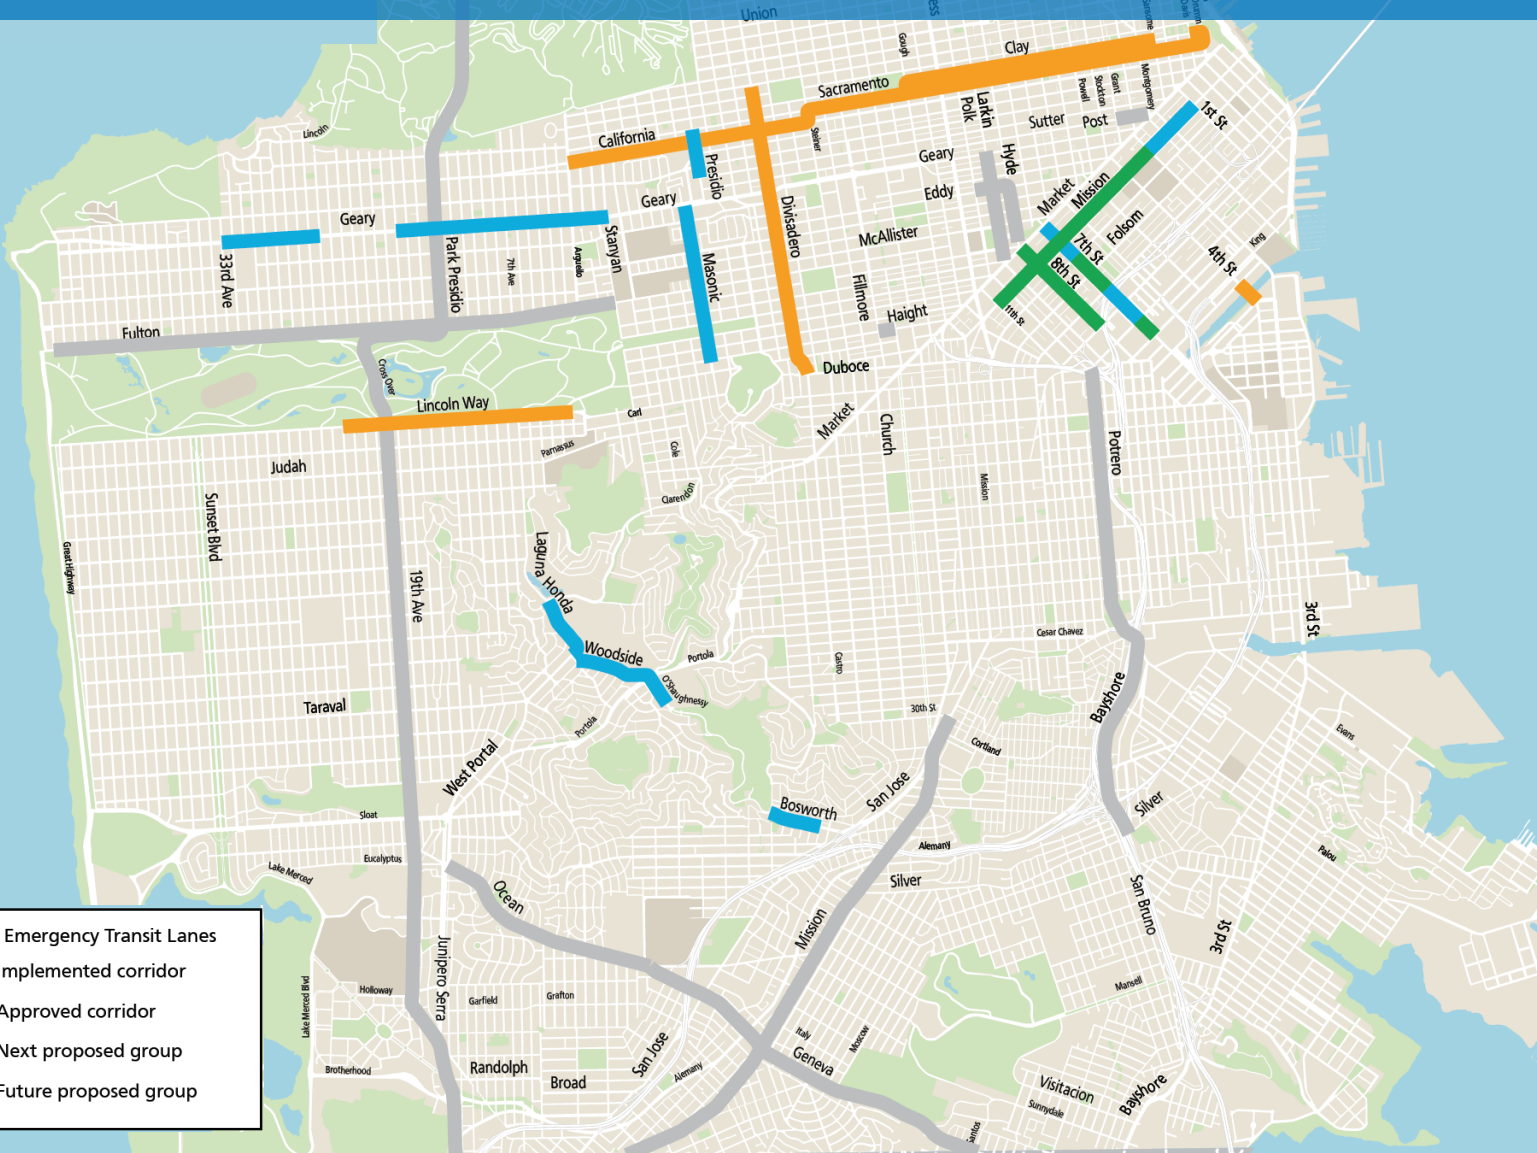 Union
Gough
Clay
Sacramento
Powell
Stockton
Grant
Montgomery
Larkin
Polk
Sutter
Post
1st St
Lincoln
California
Steiner
Presidio
Geary
Hyde
Eddy
Market
Mission
Geary
Geary
Divisadero
McAllister
Folsom
7th St
8th St
4th St
King
Stanyan
Arguello
7th Ave
Park Presidio
33rd Ave
Masonic
Fillmore
Haight
11th St
Fulton
Cross Over
Duboce
Lincoln Way
Carl
Market
Church
Potrero
Parnassus
Cole
Judah
Clarendon
Mission
Sunset Blvd
Great Highway
Laguna
Honda
19th Ave
3rd St
Cesar Chavez
Woodside
Portola
Castro
O'Shaughnessy
Bayshore
Taraval
30th St
Portola
Cortland
Evans
West Portal
San Jose
Silver
Bosworth
Sloat
Alemany
Eucalyptus
Palou
Lake Merced
Silver
Ocean
San Bruno
Mission
3rd St
Emergency Transit Lanes
mplemented corridor
Approved corridor
Next proposed group
Future proposed group
Junipero Serra
Lake Merced Blvd
Holloway
Garfield
Grafton
Mansell
Italy
Moscow
San Jose
Geneva
Randolph
Broad
Alemany
Brotherhood
Visitacion
Sunnydale
Bayshore